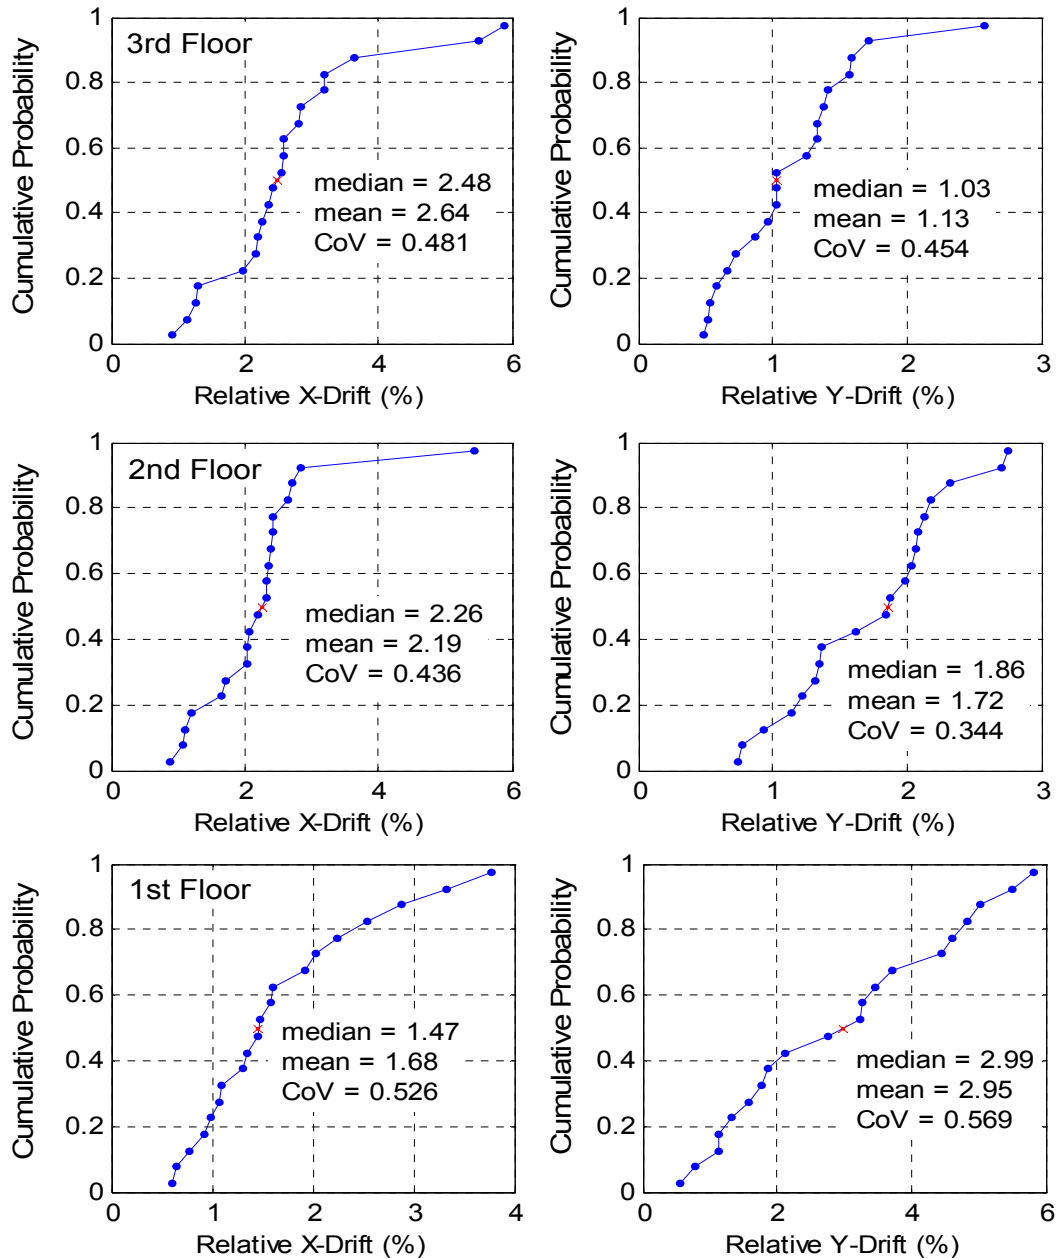 3rd Floor
Cumulative Probability
1
0.8
0.6
0.4
0.2
0
median = 2.48
mean = 2.64
CoV = 0.481
0 2 4 6
Relative X-Drift (%)
Cumulative Probability
1
0.8
0.6
0.4
0.2
0
median = 1.03
mean = 1.13
CoV = 0.454
0 1 2 3
Relative Y-Drift (%)
2nd Floor
Cumulative Probability
1
0.8
0.6
0.4
0.2
0
median = 2.26
mean = 2.19
CoV = 0.436
0 2 4 6
Relative X-Drift (%)
Cumulative Probability
1
0.8
0.6
0.4
0.2
0
median = 1.86
mean = 1.72
CoV = 0.344
0 1 2 3
Relative Y-Drift (%)
1st Floor
Cumulative Probability
1
0.8
0.6
0.4
0.2
0
median = 1.47
mean = 1.68
CoV = 0.526
0 1 2 3 4
Relative X-Drift (%)
Cumulative Probability
1
0.8
0.6
0.4
0.2
0
median = 2.99
mean = 2.95
CoV = 0.569
0 2 4 6
Relative Y-Drift (%)